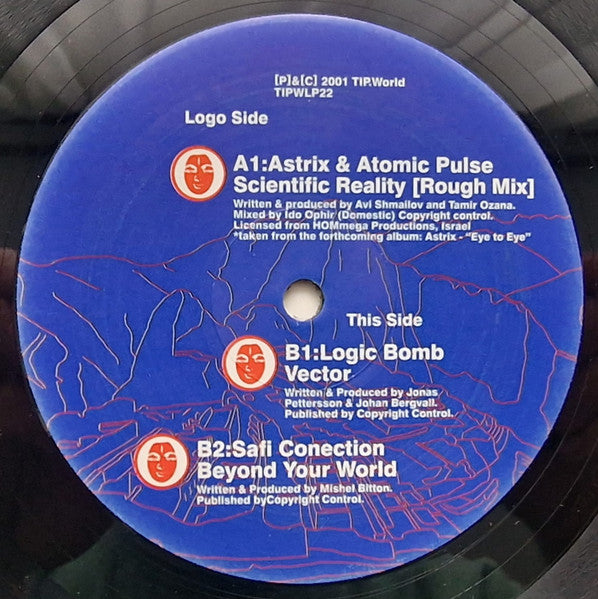 [P]&[C] 2001 TIP.World
TIPWLP22
Logo Side
A1:Astrix & Atomic Pulse
Scientific Reality [Rough Mix]
Written & produced by Avi Shmailov and Tamir Ozana.
Mixed by Ido Ophir (Domestic) Copyright control.
Licensed from HOMmega Productions, Israel
*taken from the forthcoming album: Astrix - "Eye to Eye"
This Side
B1:Logic Bomb
Vector
Written & Produced by Jonas
Pettersson & Johan Bergvall.
Published by Copyright Control.
B2:Safi Conection
Beyond Your World
Written & Produced by Mishel Bitton.
Published byCopyright Control.